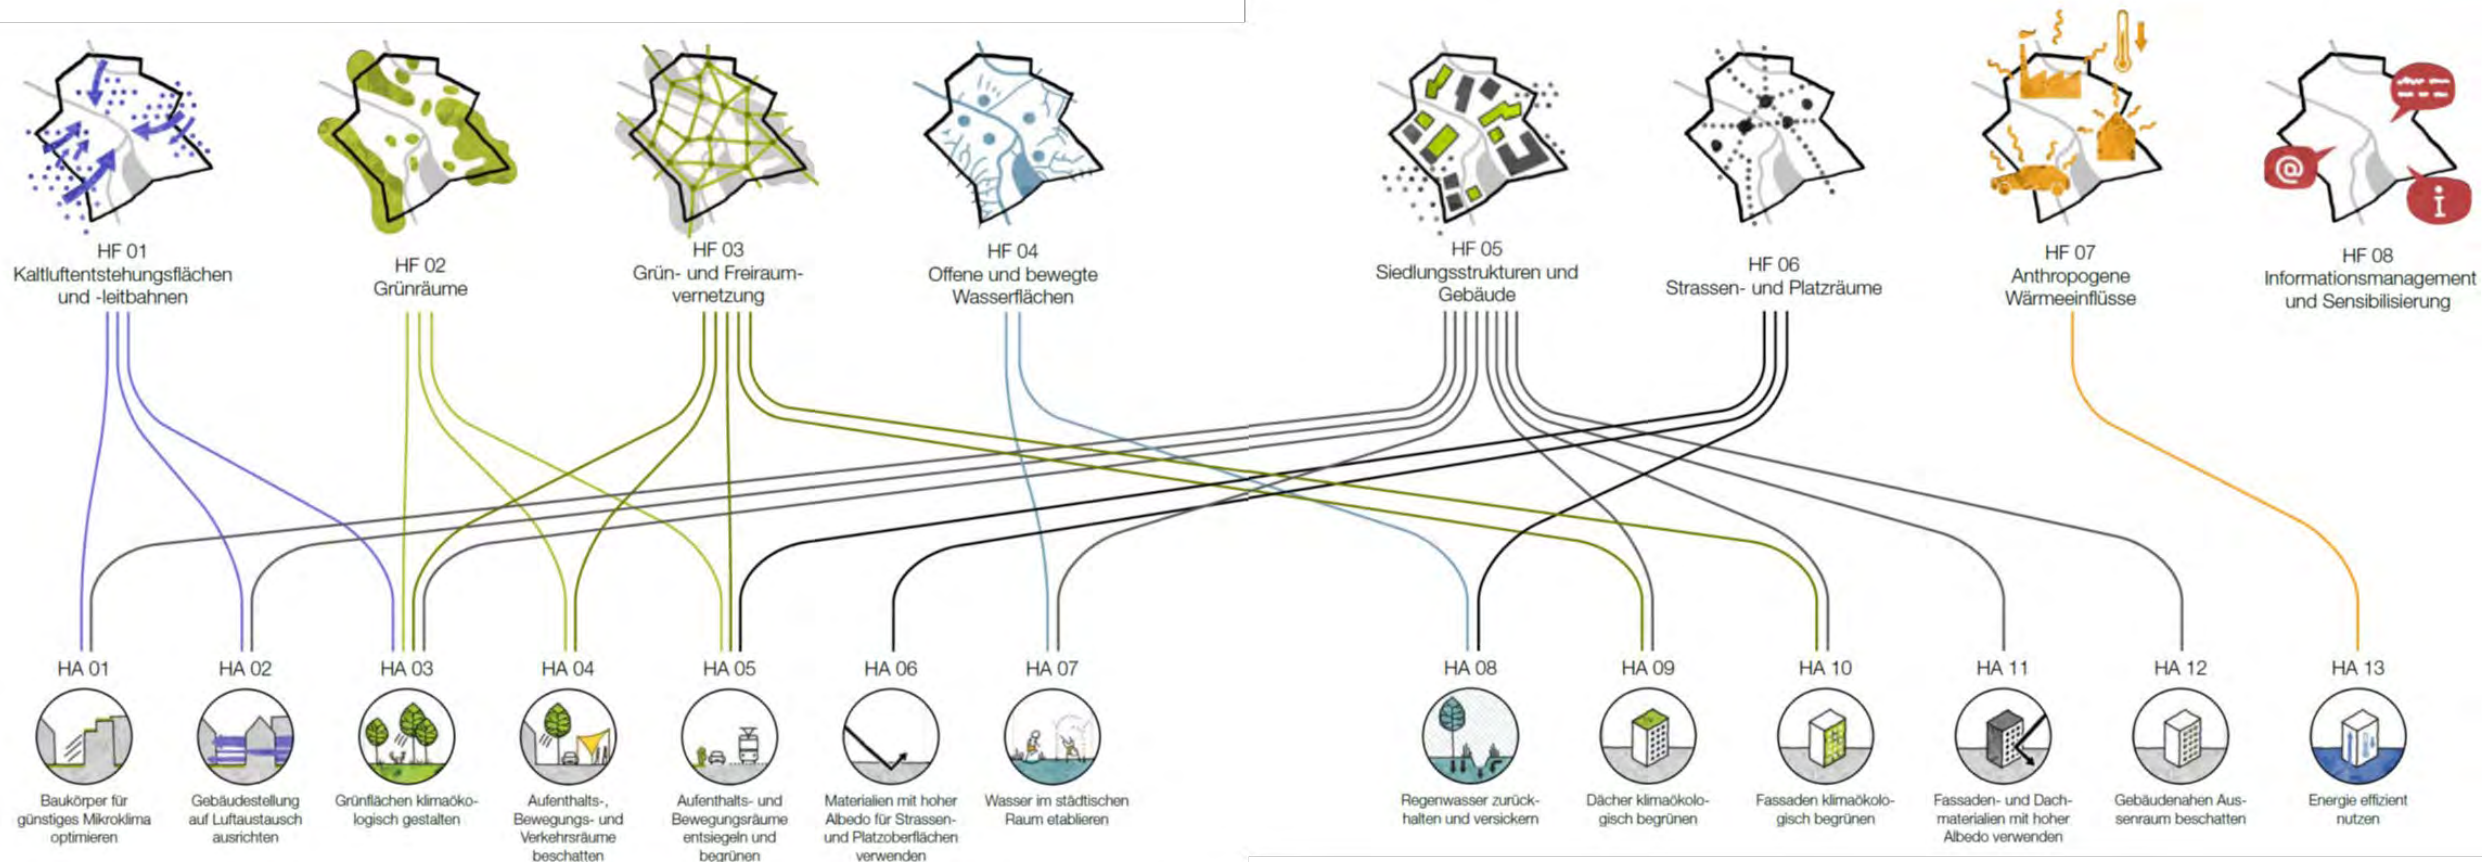 HF 01
Kaltluftentstehungsflächen
und -leitbahnen
HF 02
Grünräume
HF 03
Grün- und Freiraum-
vernetzung
HF 04
Offene und bewegte
Wasserflächen
HF 05
Siedlungsstrukturen und
Gebäude
HF 06
Strassen- und Platzräume
HF 07
Anthropogene
Wärmeeinflüsse
@
i
HF 08
Informationsmanagement
und Sensibilisierung
HA 01
Baukörper für
günstiges Mikroklima
optimieren
HA 02
Gebäudestellung
auf Luftaustausch
ausrichten
HA 03
Grünflächen klimaöko-
logisch gestalten
HA 04
Aufenthalts-,
Bewegungs- und
Verkehrsräume
beschatten
HA 05
Aufenthalts- und
Bewegungsräume
entsiegeln und
begrünen
HA 06
Materialien mit hoher
Albedo für Strassen-
und Platzoberflächen
verwenden
HA 07
Wasser im städtischen
Raum etablieren
HA 08
Regenwasser zurück-
halten und versickern
HA 09
Dächer klimaökolo-
gisch begrünen
HA 10
Fassaden klimaökolo-
gisch begrünen
HA 11
Fassaden- und Dach-
materialien mit hoher
Albedo verwenden
HA 12
Gebäudenahen Aus-
senraum beschatten
HA 13
Energie effizient
nutzen